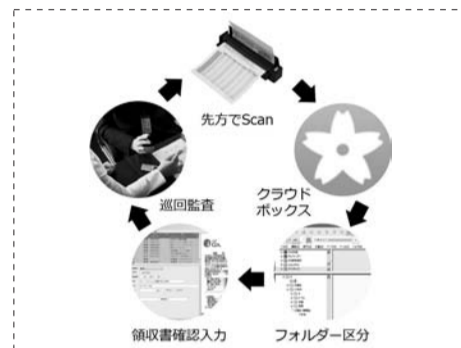 先方でScan
クラウド
ボックス
フォルダー区分
領収書確認入力
巡回監査